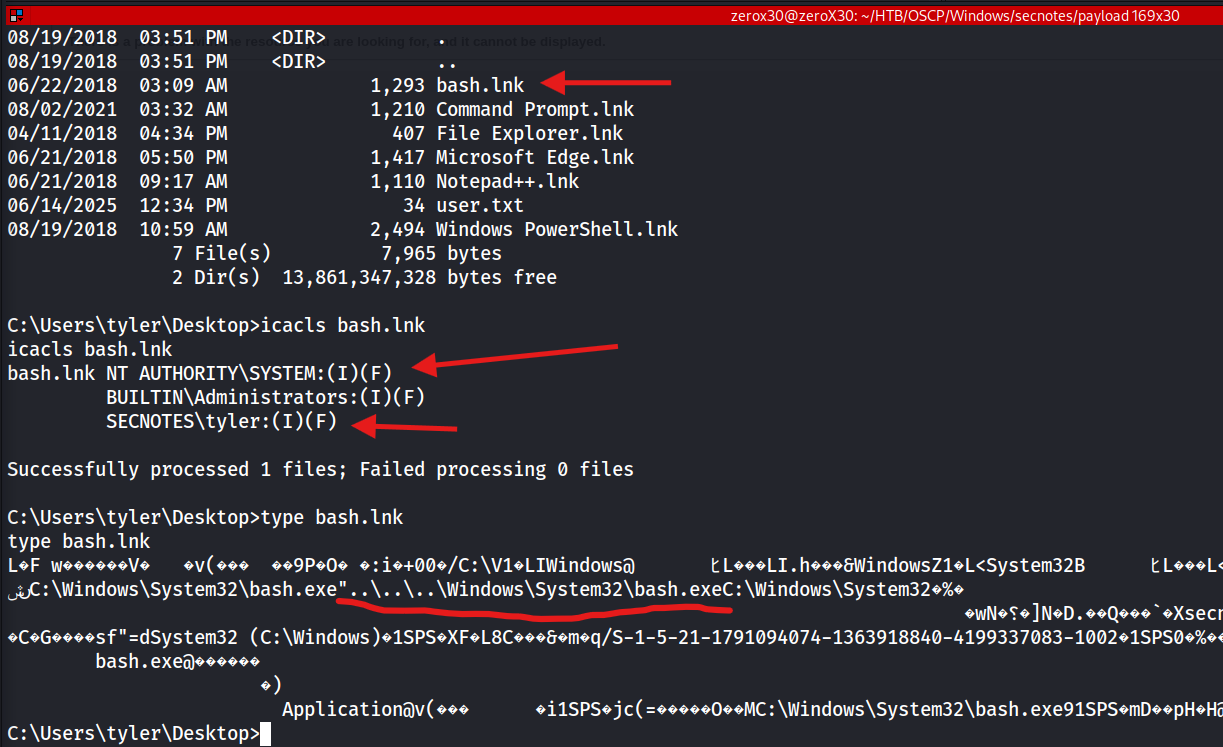 zerox30@zeroX30: ~/HTB/OSCP/Windows/secnotes/payload 169x30
08/19/2018  03:51 PM    <DIR>          .
08/19/2018  03:51 PM    <DIR>          ..
06/22/2018  03:09 AM             1,293 bash.lnk
08/02/2021  03:32 AM             1,210 Command Prompt.lnk
04/11/2018  04:34 PM               407 File Explorer.lnk
06/21/2018  05:50 PM             1,417 Microsoft Edge.lnk
06/21/2018  09:17 AM             1,110 Notepad++.lnk
06/14/2025  12:34 PM                34 user.txt
08/19/2018  10:59 AM             2,494 Windows PowerShell.lnk
               7 File(s)          7,965 bytes
               2 Dir(s)  13,861,347,328 bytes free
C:\Users\tyler\Desktop>icacls bash.lnk
icacls bash.lnk
bash.lnk NT AUTHORITY\SYSTEM:(I)(F)
         BUILTIN\Administrators:(I)(F)
         SECNOTES\tyler:(I)(F)
Successfully processed 1 files; Failed processing 0 files
C:\Users\tyler\Desktop>type bash.lnk
type bash.lnk
L�F w������V�   �v(���  ��9P�O� �:i�+00�/C:\V1�LIWindows@ L���LI.h���&WindowsZ1�L<System32B L���L<
C:\Windows\System32\bash.exe"..\..\..\Windows\System32\bash.exeC:\Windows\System32�%�
�wN�؟�]N�D.��Q���`�Xsecn
�C�G����sf"=dSystem32 (C:\Windows)�1SPS�XF�L8C���&�m�q/S-1-5-21-1791094074-1363918840-4199337083-1002�1SPS0�%��
        bash.exe@������
                       �)
                         Application@v(���      �i1SPS�jc(=�����O��MC:\Windows\System32\bash.exe91SPS�mD��pH�H@
C:\Users\tyler\Desktop>